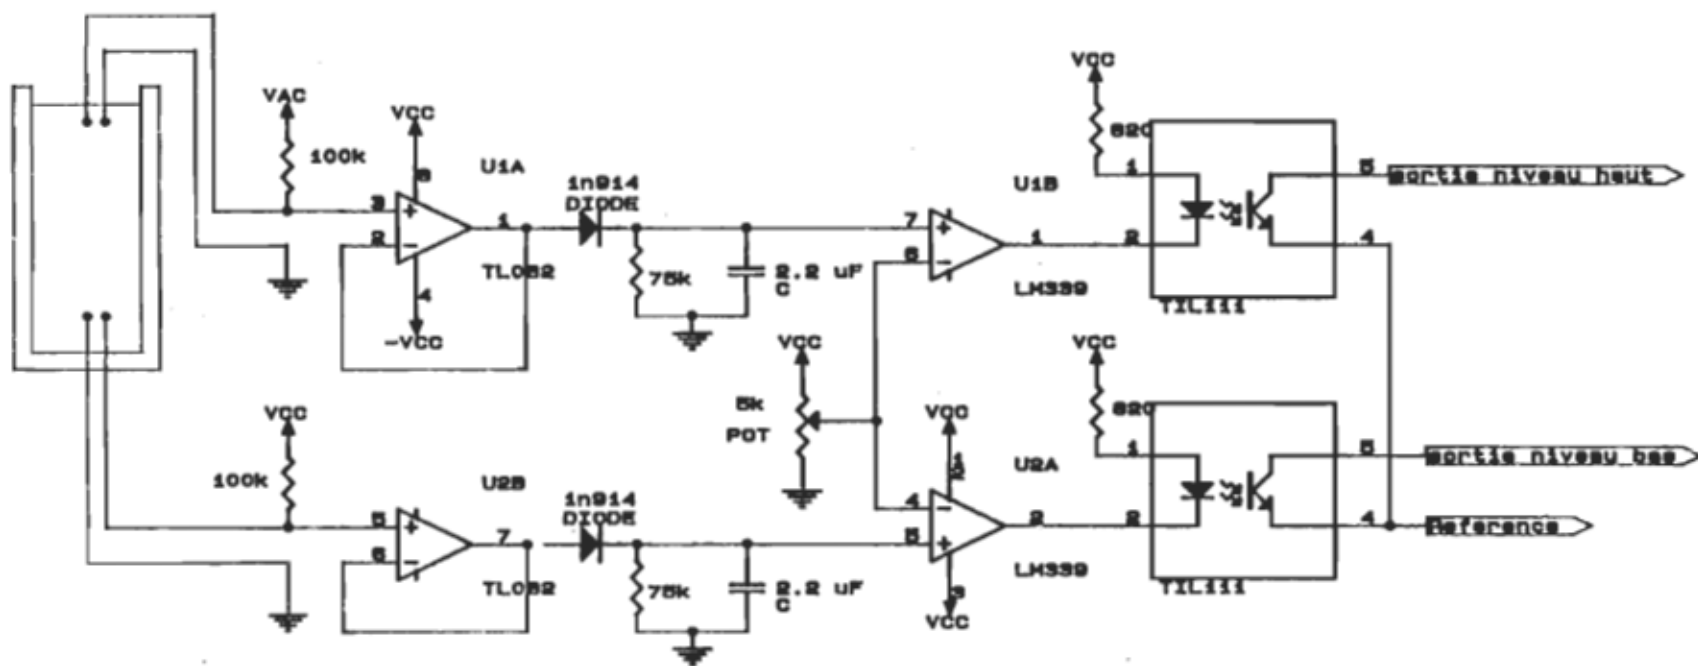 VAC
100k
VCC
8
U1A
3
2
1
TL082
4
-VCC
1n914
DIODE
75k
2.2 uF
C
7
6
U1B
1
LM339
VCC
820
1
2
5
4
TIL111
sortie niveau haut
VCC
5k
POT
VCC
100k
5
6
U2B
7
TL082
1n914
DIODE
75k
2.2 uF
C
VCC
12
4
5
U2A
2
LM339
3
VCC
VCC
820
1
2
5
4
TIL111
sortie niveau bas
Reference